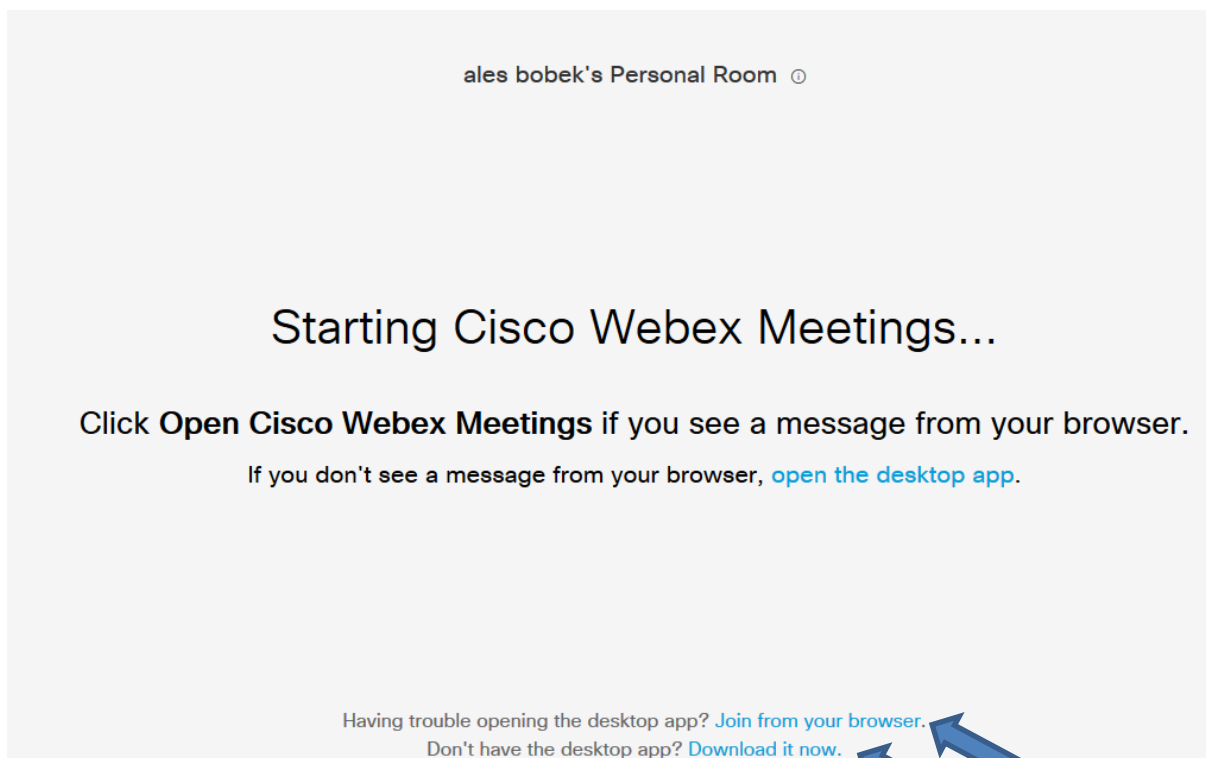 ales bobek's Personal Room
Starting Cisco Webex Meetings...
Click Open Cisco Webex Meetings if you see a message from your browser.
If you don't see a message from your browser, open the desktop app.
Having trouble opening the desktop app? Join from your browser.
Don't have the desktop app? Download it now.